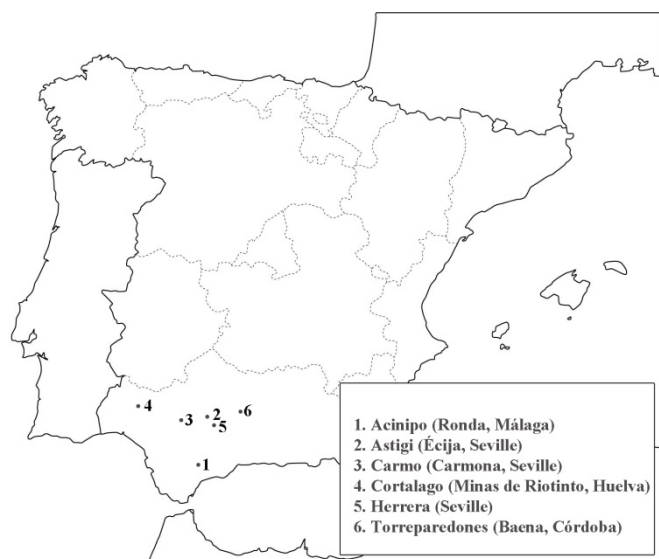 4
3
2
5
6
1
1. Acinipo (Ronda, Málaga)
2. Astigi (Écija, Seville)
3. Carmo (Carmona, Seville)
4. Cortalago (Minas de Riotinto, Huelva)
5. Herrera (Seville)
6. Torreparedones (Baena, Córdoba)